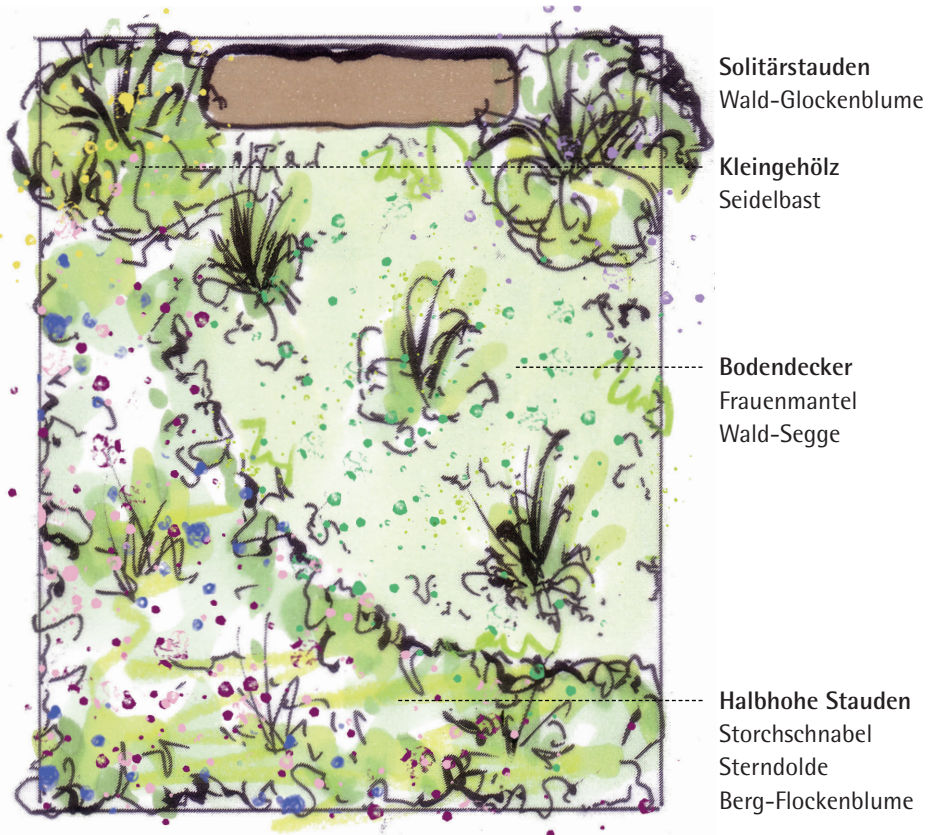 Solitärstauden
Wald-Glockenblume
Kleingehölz
Seidelbast
Bodendecker
Frauenmantel
Wald-Segge
Halbhohe Stauden
Storchschnabel
Sterndolde
Berg-Flockenblume